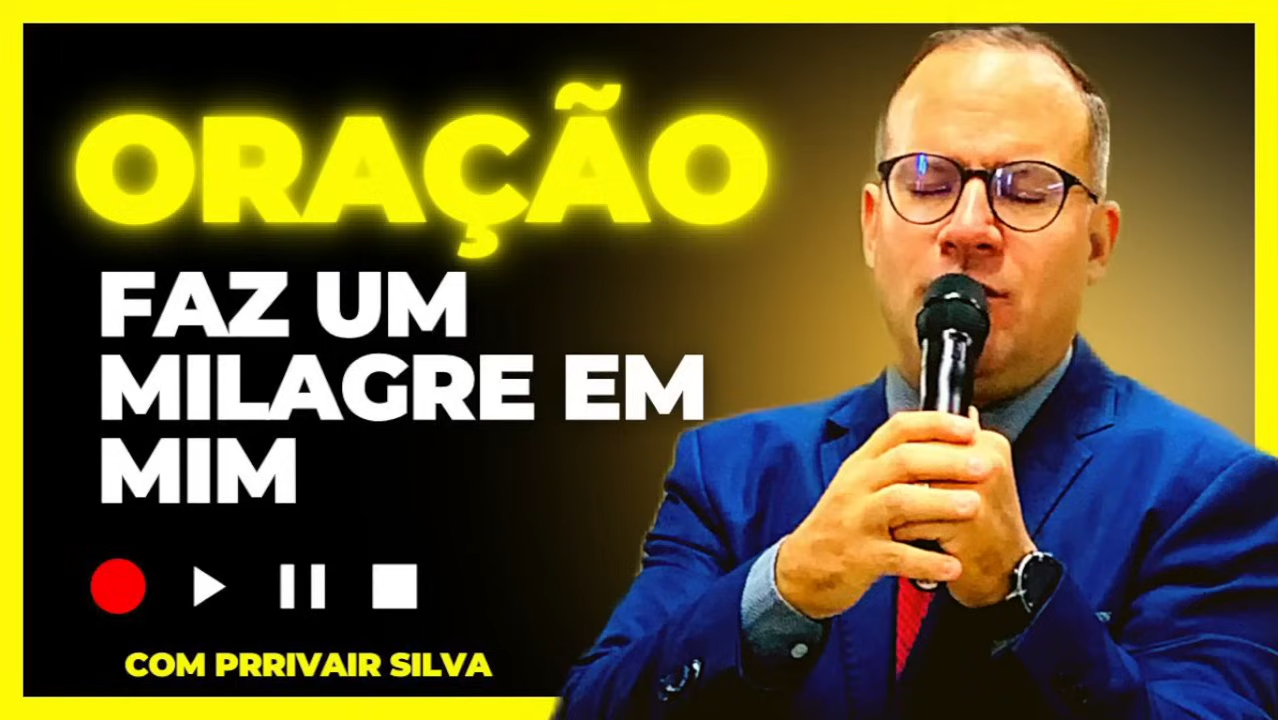 ORAÇÃO
FAZ UM
MILAGRE EM
MIM
COM PRRIVAIR SILVA